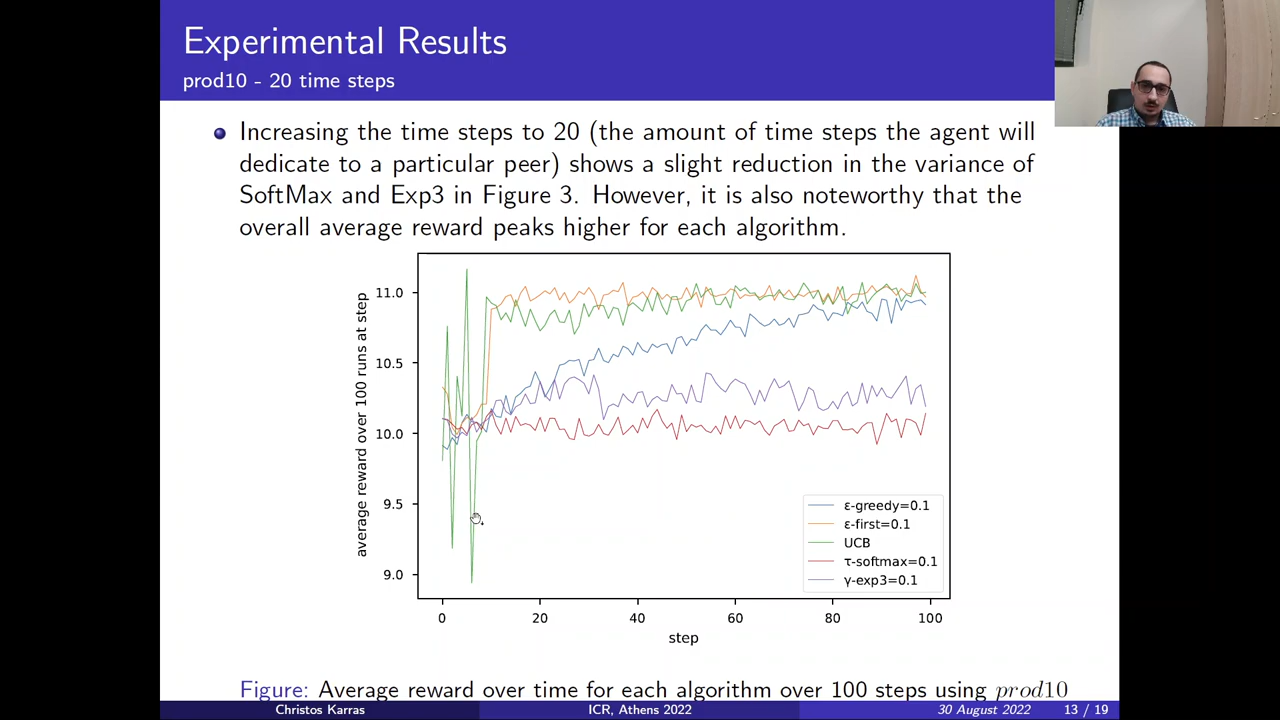 Experimental Results
prod10 - 20 time steps
Increasing the time steps to 20 (the amount of time steps the agent will
dedicate to a particular peer) shows a slight reduction in the variance of
SoftMax and Exp3 in Figure 3. However, it is also noteworthy that the
overall average reward peaks higher for each algorithm.
average reward over 100 runs at step
11.0
10.5
10.0
9.5
9.0
ε-greedy=0.1
ε-first=0.1
UCB
τ-softmax=0.1
γ-exp3=0.1
0 20 40 60 80 100
step
Figure: Average reward over time for each algorithm over 100 steps using prod10
Christos Karras ICR, Athens 2022 30 August 2022 13 / 19